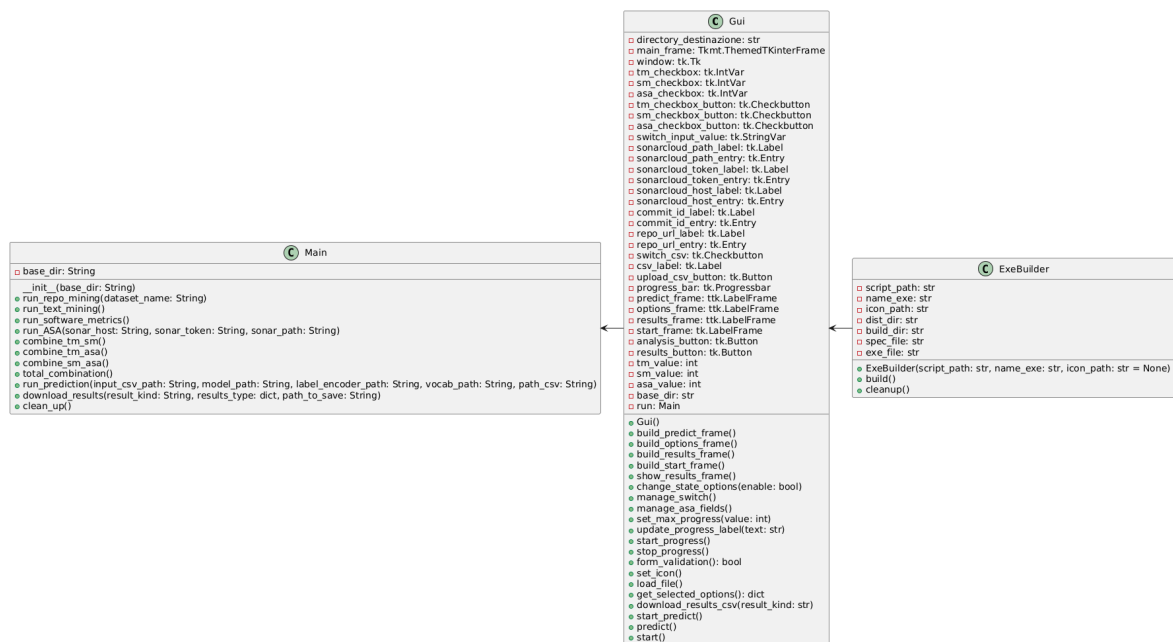 C Main
base_dir: String
__init__(base_dir: String)
run_repo_mining(dataset_name: String)
run_text_mining()
run_software_metrics()
run_ASA(sonar_host: String, sonar_token: String, sonar_path: String)
combine_tm_sm()
combine_tm_asa()
combine_sm_asa()
total_combination()
run_prediction(input_csv_path: String, model_path: String, label_encoder_path: String, vocab_path: String, path_csv: String)
download_results(result_kind: String, results_type: dict, path_to_save: String)
clean_up()
C Gui
directory_destinazione: str
main_frame: Tkmt.ThemedTKinterFrame
window: tk.Tk
tm_checkbox: tk.IntVar
sm_checkbox: tk.IntVar
asa_checkbox: tk.IntVar
tm_checkbox_button: tk.Checkbutton
sm_checkbox_button: tk.Checkbutton
asa_checkbox_button: tk.Checkbutton
switch_input_value: tk.StringVar
sonarcloud_path_label: tk.Label
sonarcloud_path_entry: tk.Entry
sonarcloud_token_label: tk.Label
sonarcloud_token_entry: tk.Entry
sonarcloud_host_label: tk.Label
sonarcloud_host_entry: tk.Entry
commit_id_label: tk.Label
commit_id_entry: tk.Entry
repo_url_label: tk.Label
repo_url_entry: tk.Entry
switch_csv: tk.Checkbutton
csv_label: tk.Label
upload_csv_button: tk.Button
progress_bar: tk.Progressbar
predict_frame: ttk.LabelFrame
options_frame: ttk.LabelFrame
results_frame: ttk.LabelFrame
start_frame: tk.LabelFrame
analysis_button: tk.Button
results_button: tk.Button
tm_value: int
sm_value: int
asa_value: int
base_dir: str
run: Main
Gui()
build_predict_frame()
build_options_frame()
build_results_frame()
build_start_frame()
show_results_frame()
change_state_options(enable: bool)
manage_switch()
manage_asa_fields()
set_max_progress(value: int)
update_progress_label(text: str)
start_progress()
stop_progress()
form_validation(): bool
set_icon()
load_file()
get_selected_options(): dict
download_results_csv(result_kind: str)
start_predict()
predict()
start()
C ExeBuilder
script_path: str
name_exe: str
icon_path: str
dist_dir: str
build_dir: str
spec_file: str
exe_file: str
ExeBuilder(script_path: str, name_exe: str, icon_path: str = None)
build()
cleanup()